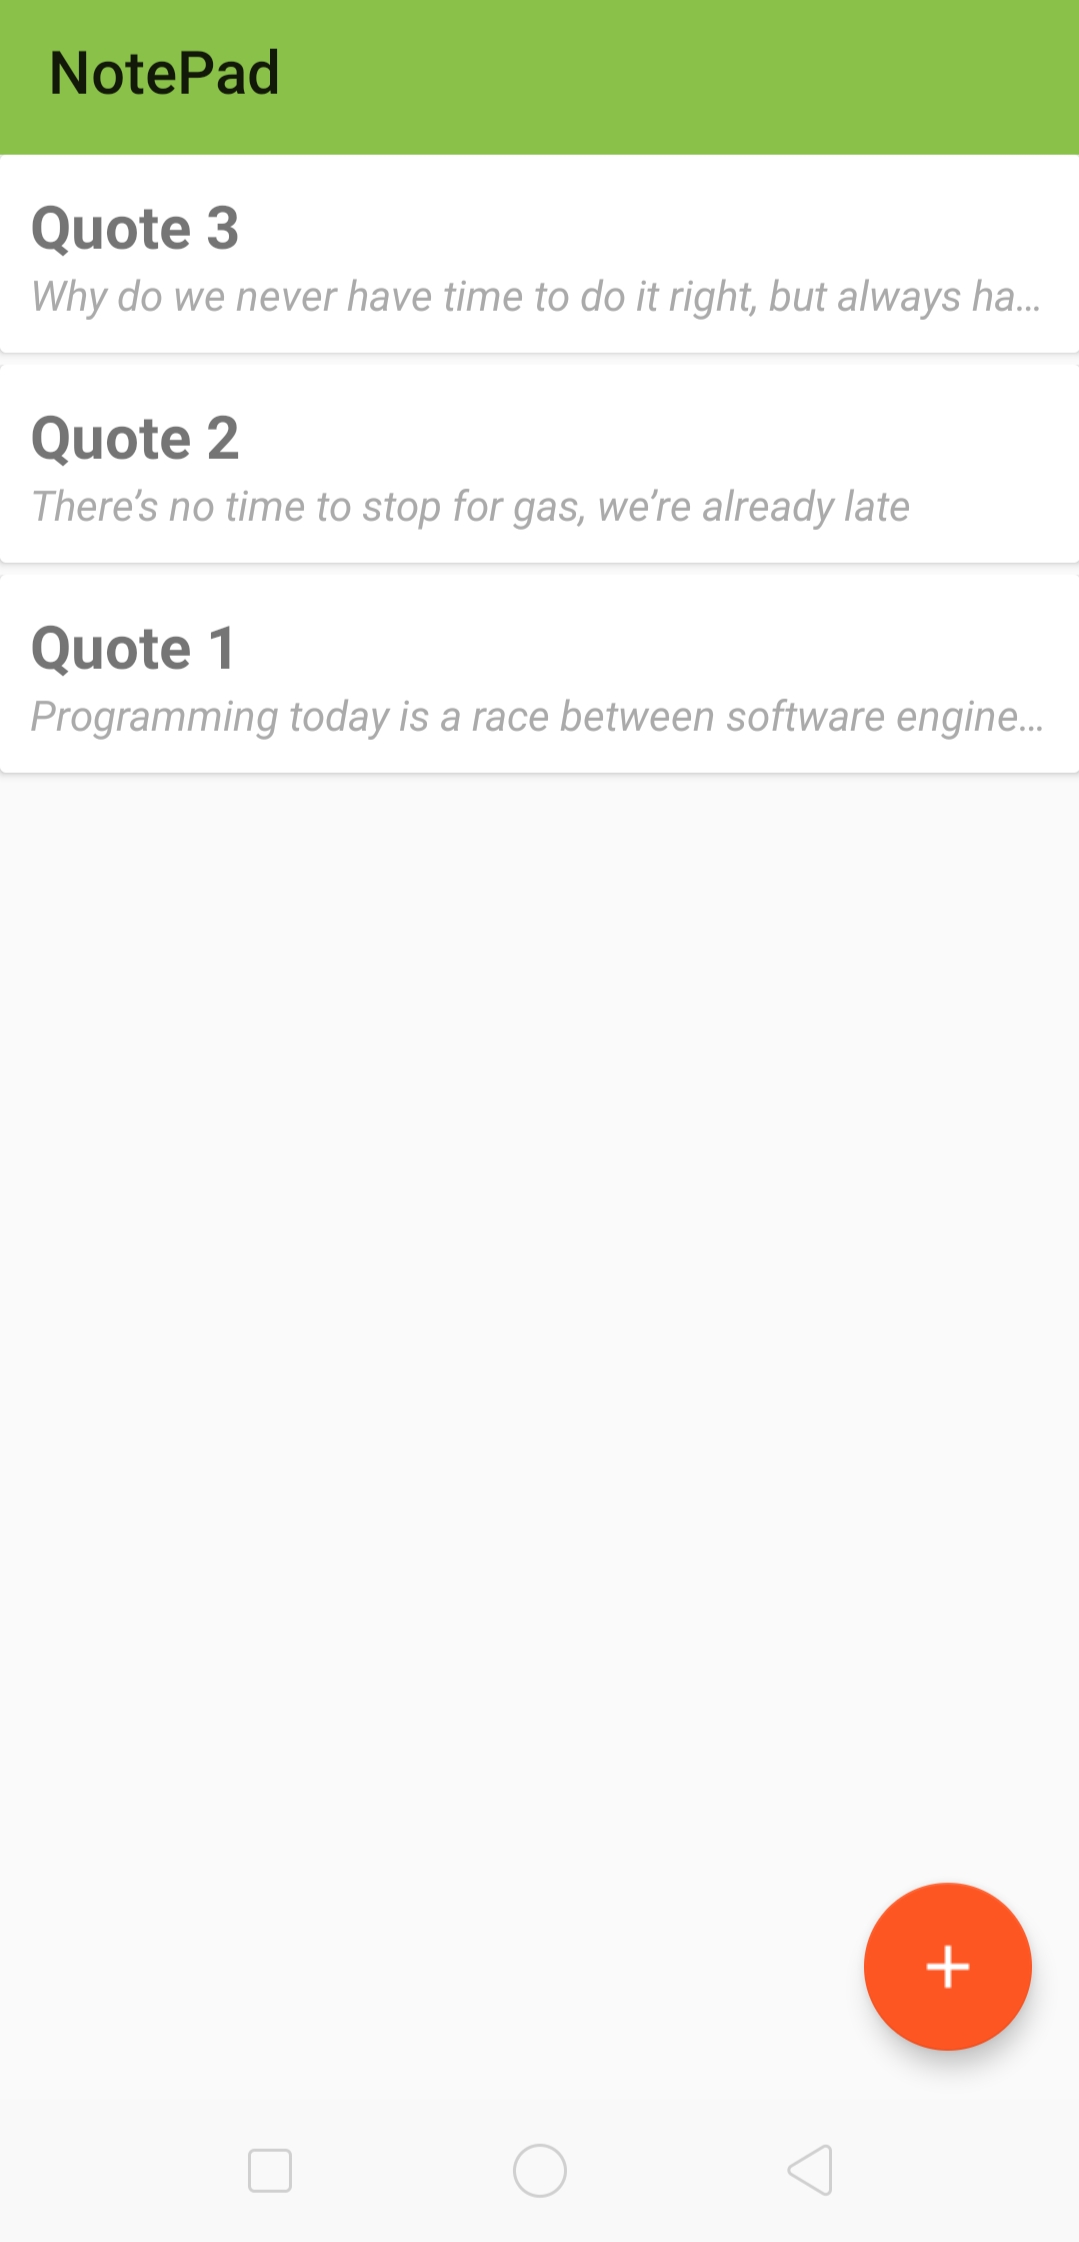 NotePad
Quote 3
Why do we never have time to do it right, but always ha...
Quote 2
There's no time to stop for gas, we're already late
Quote 1
Programming today is a race between software engine...